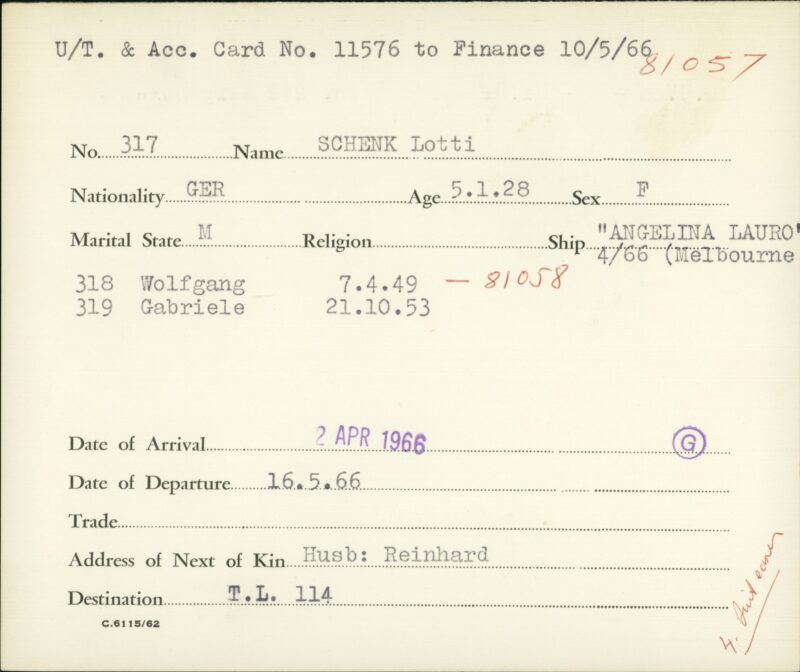 U/T. & Acc. Card No. 11576 to Finance 10/5/66
81057
No. 317 Name SCHENK Lotti
Nationality GER Age 5.1.28 Sex F
Marital State M Religion Ship "ANGELINA LAURO"
4/66 (Melbourne
318 Wolfgang 7.4.49 — 81058
319 Gabriele 21.10.53
Date of Arrival 2 APR 1966 G
Date of Departure 16.5.66
Trade
Address of Next of Kin Husb: Reinhard
Destination T.L. 114
C.6115/62